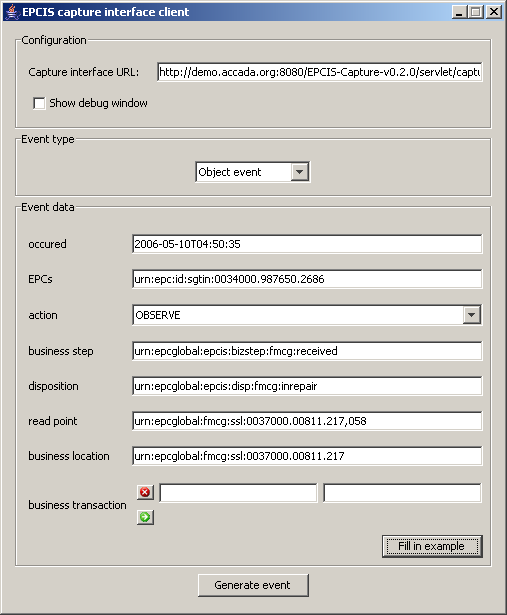 EPCIS capture interface client
Configuration
Capture interface URL: http://demo.accada.org:8080/EPCIS-Capture-v0.2.0/servlet/captu
Show debug window
Event type
Object event
Event data
occured 2006-05-10T04:50:35
EPCs urn:epc:id:sgtin:0034000.987650.2686
action OBSERVE
business step urn:epcglobal:epcis:bizstep:fmcg:received
disposition urn:epcglobal:epcis:disp:fmcg:inrepair
read point urn:epcglobal:fmcg:ssl:0037000.00811.217,058
business location urn:epcglobal:fmcg:ssl:0037000.00811.217
business transaction
Fill in example
Generate event